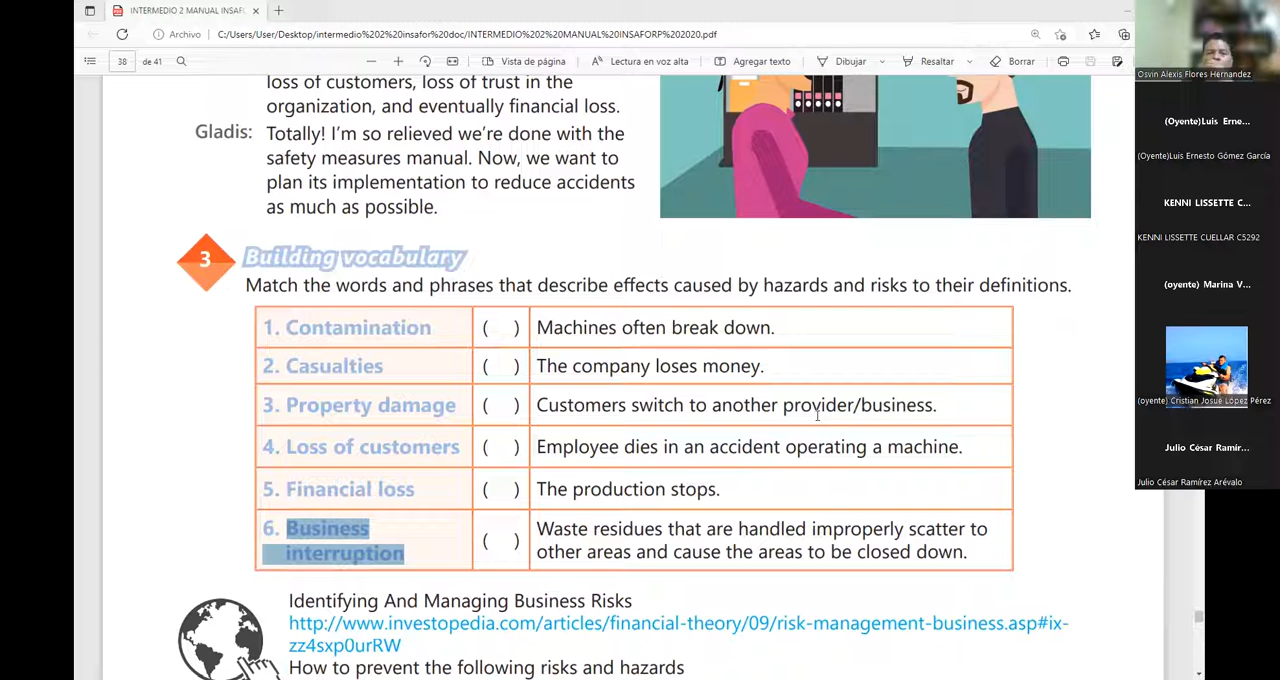 INTERMEDIO 2 MANUAL INSAF
Archivo
C:/Users/User/Desktop/intermedio%202%20insafor%20doc/INTERMEDIO%202%20MANUAL%20INSAFORP%202020.pdf
38 de 41
Vista de página
Lectura en voz alta
Agregar texto
Dibujar
Resaltar
Borrar
loss of customers, loss of trust in the
organization, and eventually financial loss.
Gladis: Totally! I'm so relieved we're done with the
safety measures manual. Now, we want to
plan its implementation to reduce accidents
as much as possible.
3 Building vocabulary
Match the words and phrases that describe effects caused by hazards and risks to their definitions.
1. Contamination ( ) Machines often break down.
2. Casualties ( ) The company loses money.
3. Property damage ( ) Customers switch to another provider/business.
4. Loss of customers ( ) Employee dies in an accident operating a machine.
5. Financial loss ( ) The production stops.
6. Business interruption ( ) Waste residues that are handled improperly scatter to
other areas and cause the areas to be closed down.
Identifying And Managing Business Risks
http://www.investopedia.com/articles/financial-theory/09/risk-management-business.asp#ix-
zz4sxp0urRW
How to prevent the following risks and hazards
Osvin Alexis Flores Hernandez
(Oyente)Luis Erne...
(Oyente)Luis Ernesto Gómez García
KENNI LISSETTE C...
KENNI LISSETTE CUELLAR C5292
(oyente) Marina V...
(oyente) Cristian Josué López Pérez
Julio César Ramír...
Julio César Ramírez Arévalo